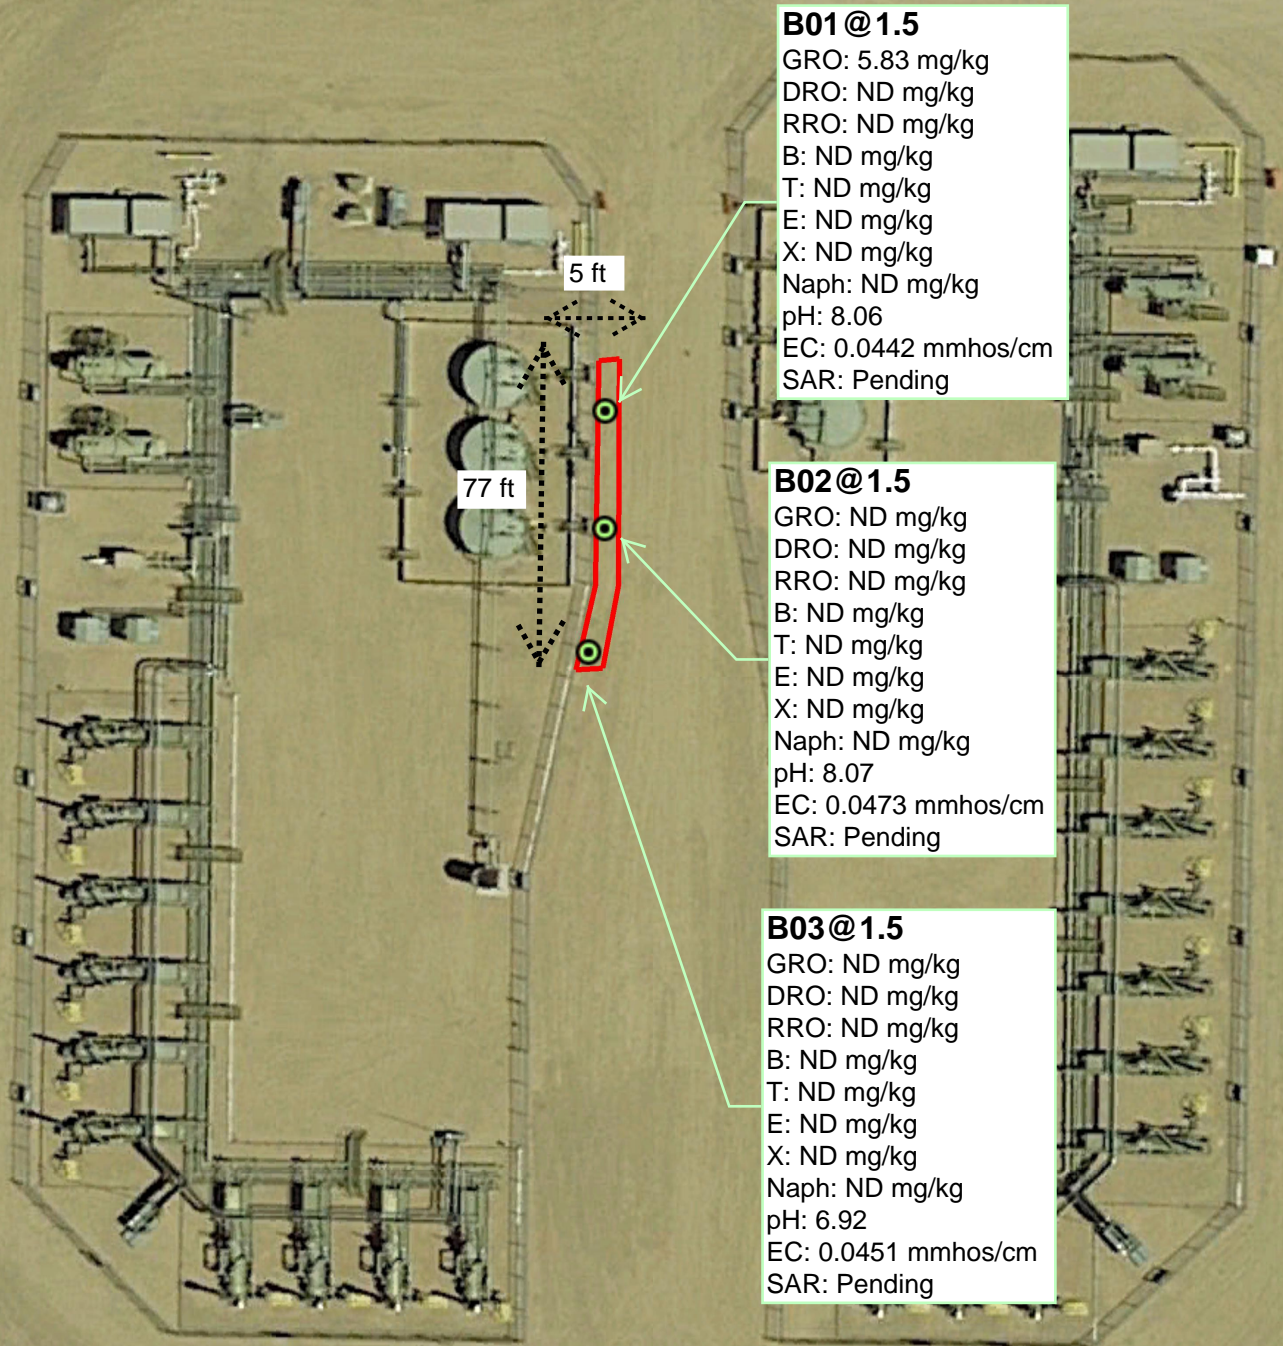 B01@1.5
GRO: 5.83 mg/kg
DRO: ND mg/kg
RRO: ND mg/kg
B: ND mg/kg
T: ND mg/kg
E: ND mg/kg
X: ND mg/kg
Naph: ND mg/kg
pH: 8.06
EC: 0.0442 mmhos/cm
SAR: Pending
5 ft
77 ft
B02@1.5
GRO: ND mg/kg
DRO: ND mg/kg
RRO: ND mg/kg
B: ND mg/kg
T: ND mg/kg
E: ND mg/kg
X: ND mg/kg
Naph: ND mg/kg
pH: 8.07
EC: 0.0473 mmhos/cm
SAR: Pending
B03@1.5
GRO: ND mg/kg
DRO: ND mg/kg
RRO: ND mg/kg
B: ND mg/kg
T: ND mg/kg
E: ND mg/kg
X: ND mg/kg
Naph: ND mg/kg
pH: 6.92
EC: 0.0451 mmhos/cm
SAR: Pending